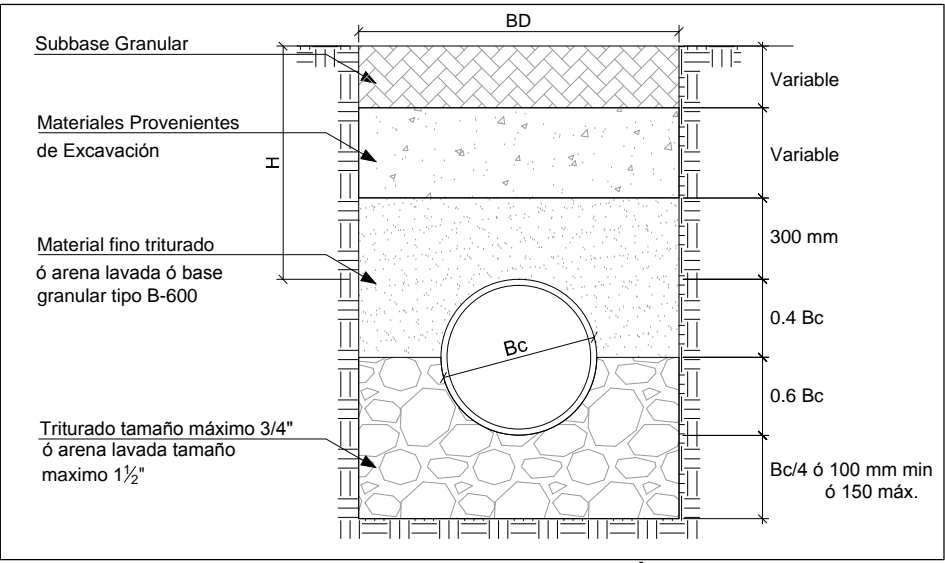 BD
Subbase Granular
Variable
Materiales Provenientes
de Excavación
Variable
H
300 mm
Material fino triturado
ó arena lavada ó base
granular tipo B-600
0.4 Bc
Bc
0.6 Bc
Triturado tamaño máximo 3/4"
ó arena lavada tamaño
maximo 1½"
Bc/4 ó 100 mm min
ó 150 máx.